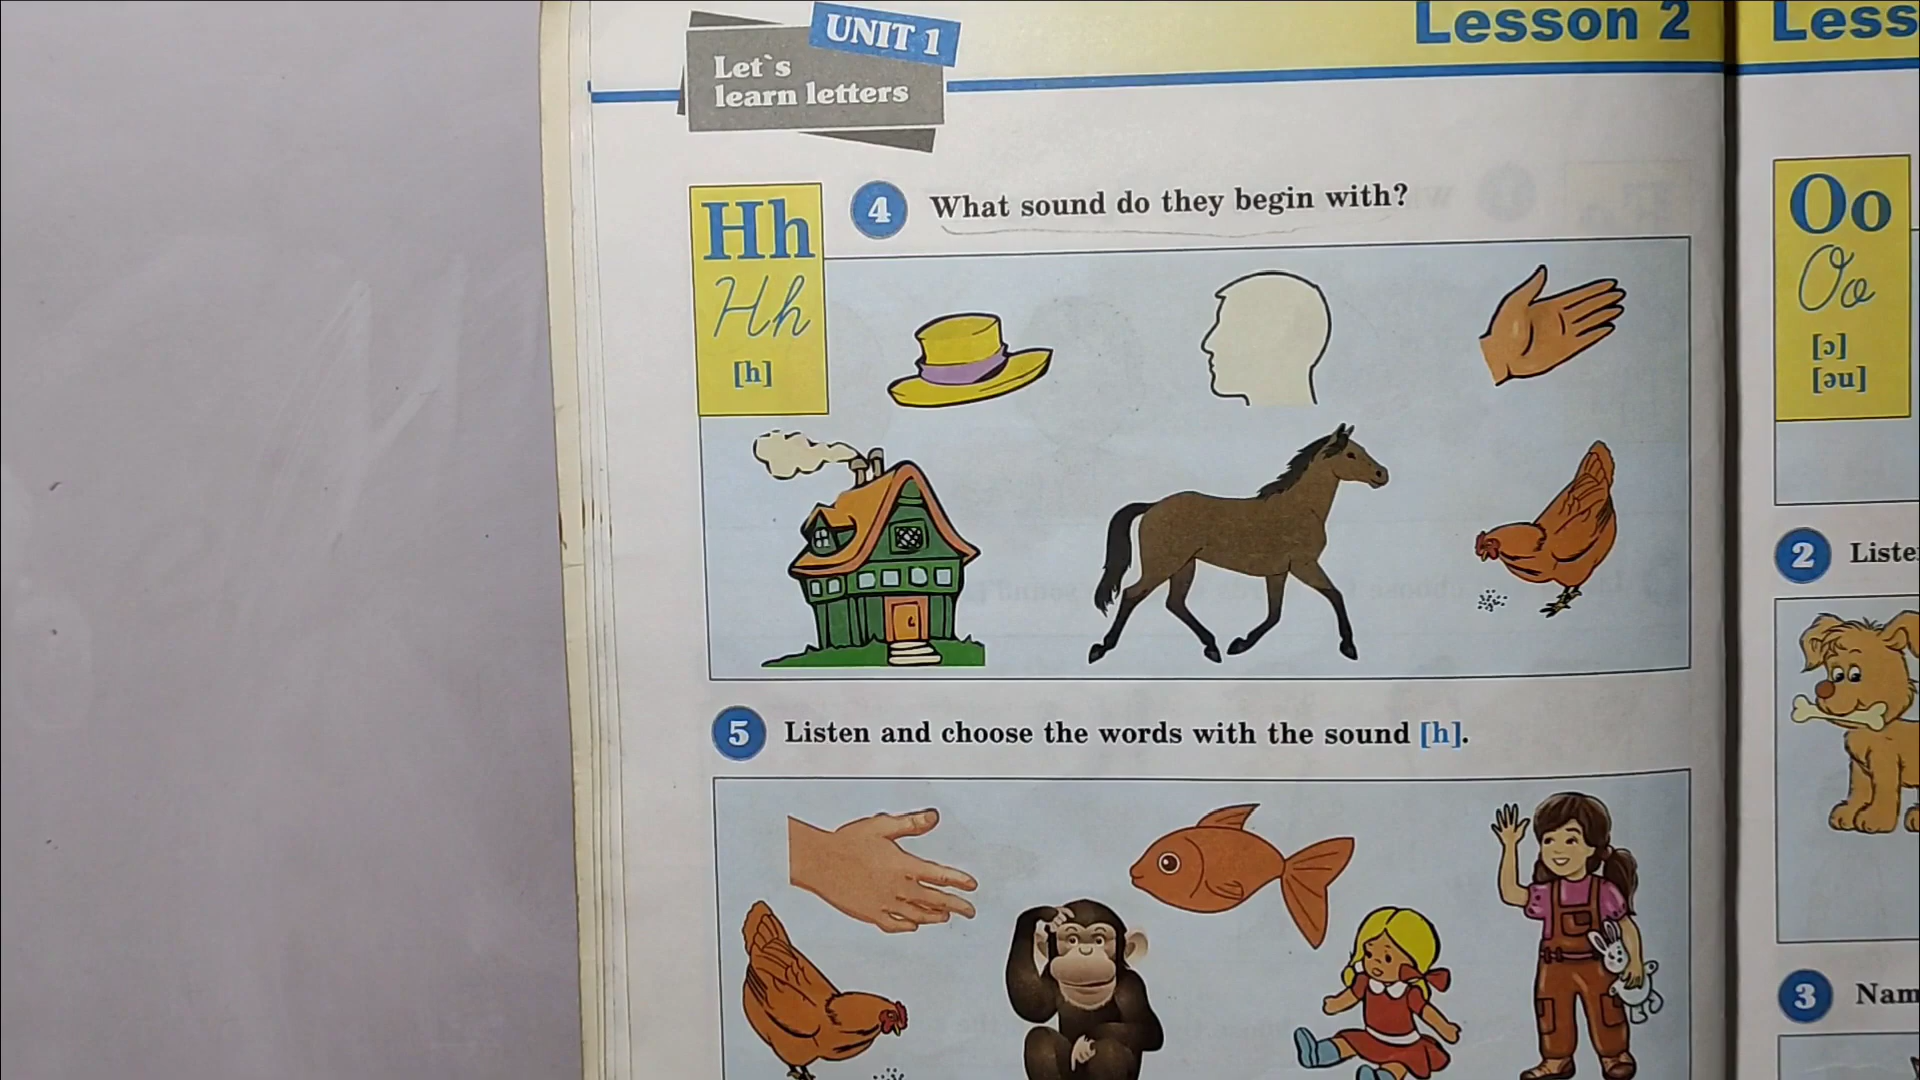 UNIT 1
Let`s
learn letters
Lesson 2
Hh
Hh
[h]
4 What sound do they begin with?
5 Listen and choose the words with the sound [h].
Less
Oo
Oo
[ɔ]
[əu]
2 Liste
3 Nam